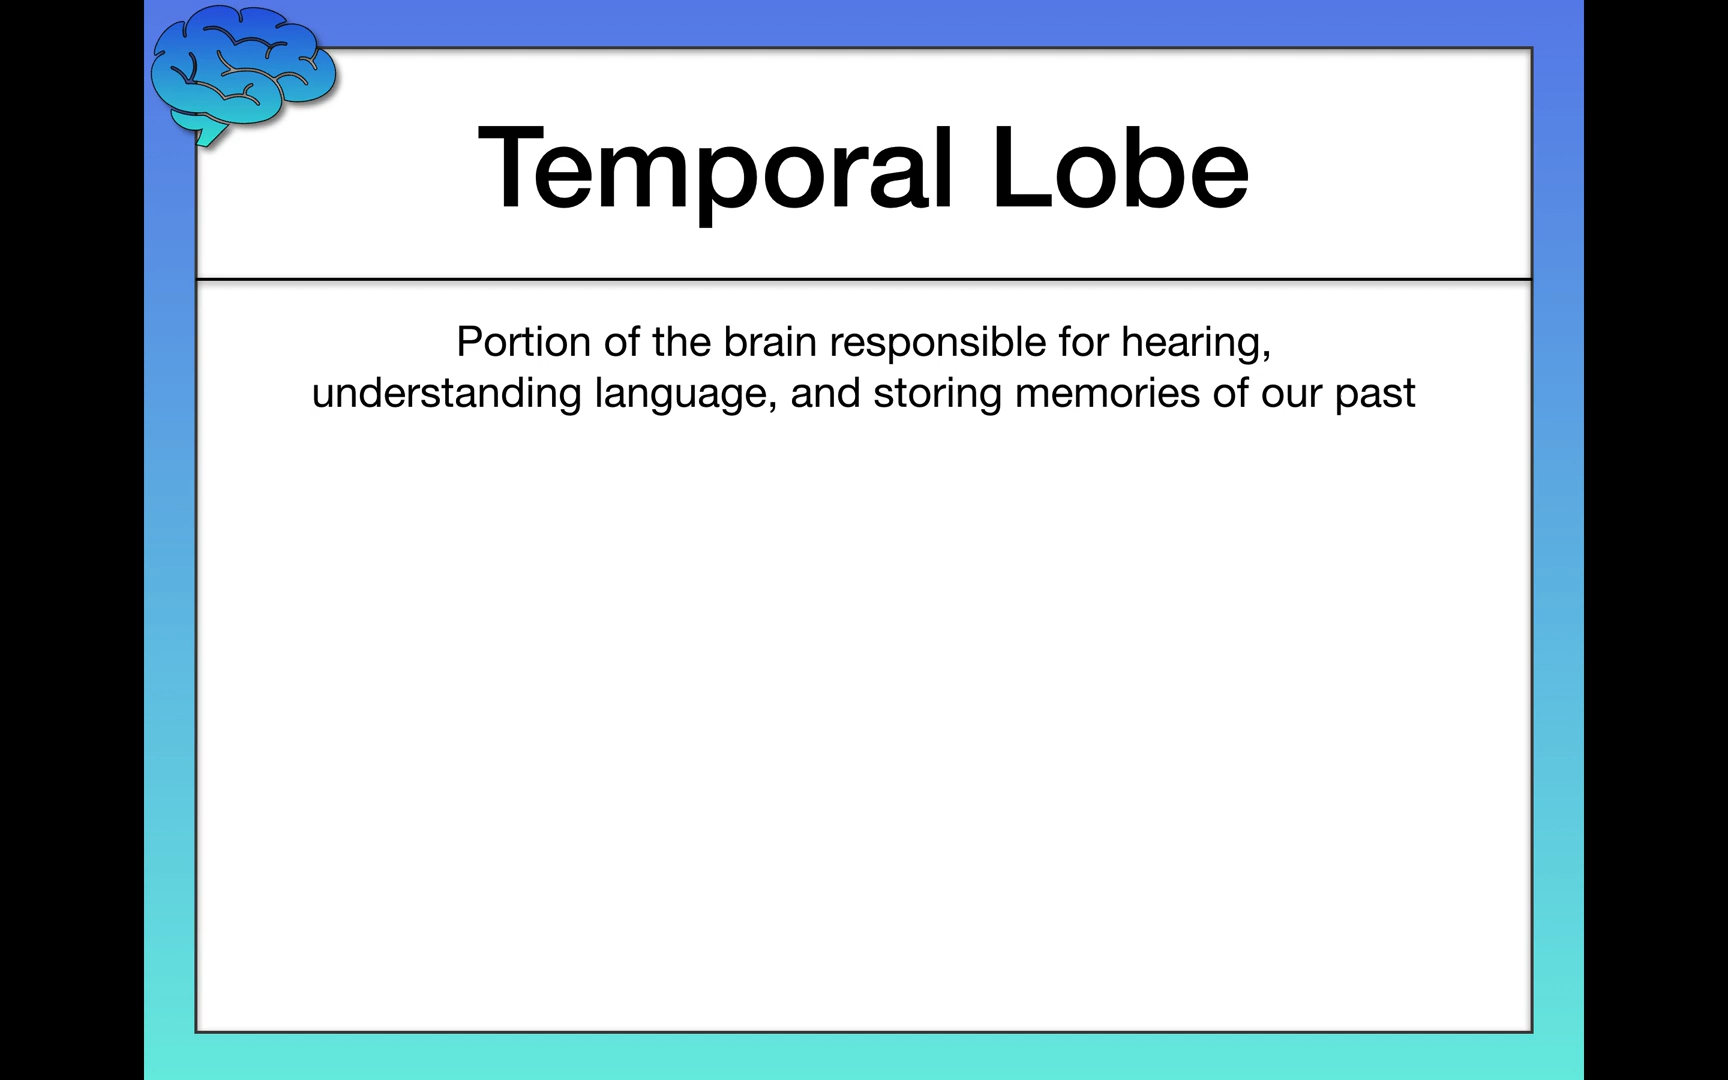 Temporal Lobe
Portion of the brain responsible for hearing,
understanding language, and storing memories of our past